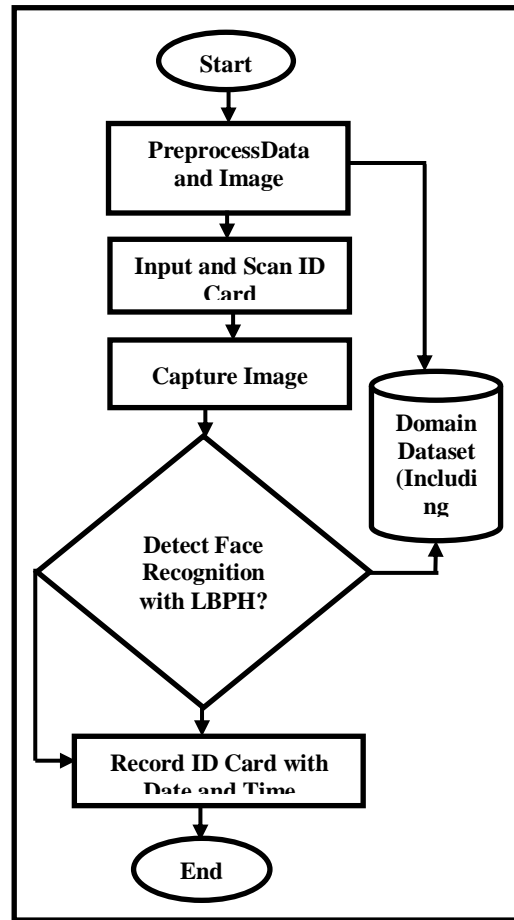 Start
PreprocessData
and Image
Input and Scan ID
Card
Capture Image
Domain
Dataset
(Includi
ng
Detect Face
Recognition
with LBPH?
Record ID Card with
Date and Time
End